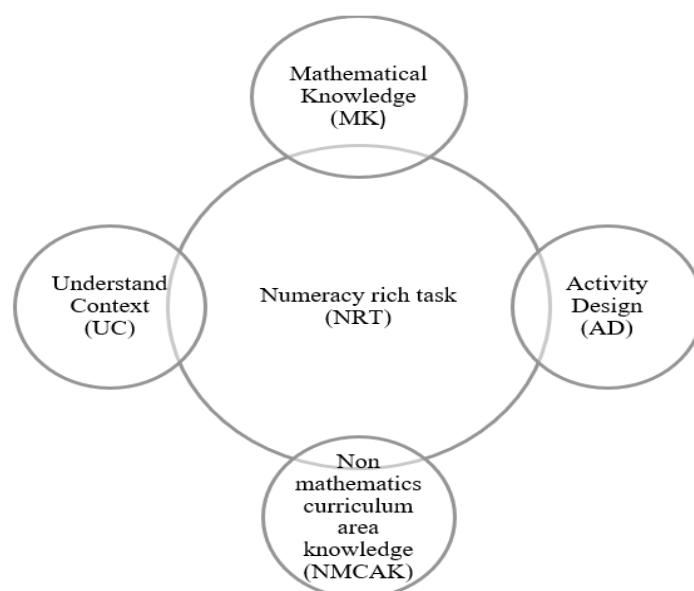 Mathematical
Knowledge
(MK)
Understand
Context
(UC)
Numeracy rich task
(NRT)
Activity
Design
(AD)
Non
mathematics
curriculum
area
knowledge
(NMCAK)